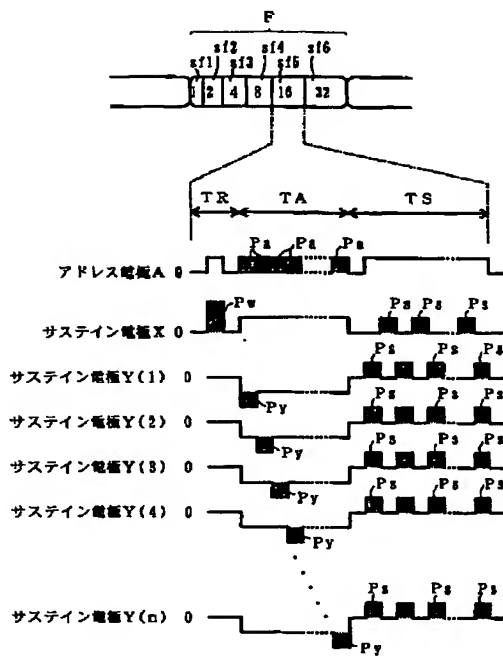 F
sf1 sf2 sf3 sf4 sf5 sf6
1 2 4 8 16 32
TR TA TS
Pa Pa Pa
アドレス電極A 0
Pw Ps Ps Ps
サステイン電極X 0
Ps Ps Ps
サステイン電極Y(1) 0
Py Ps Ps Ps
サステイン電極Y(2) 0
Py Ps Ps Ps
サステイン電極Y(3) 0
Py Ps Ps Ps
サステイン電極Y(4) 0
Py
Ps Ps Ps
サステイン電極Y(n) 0
Py